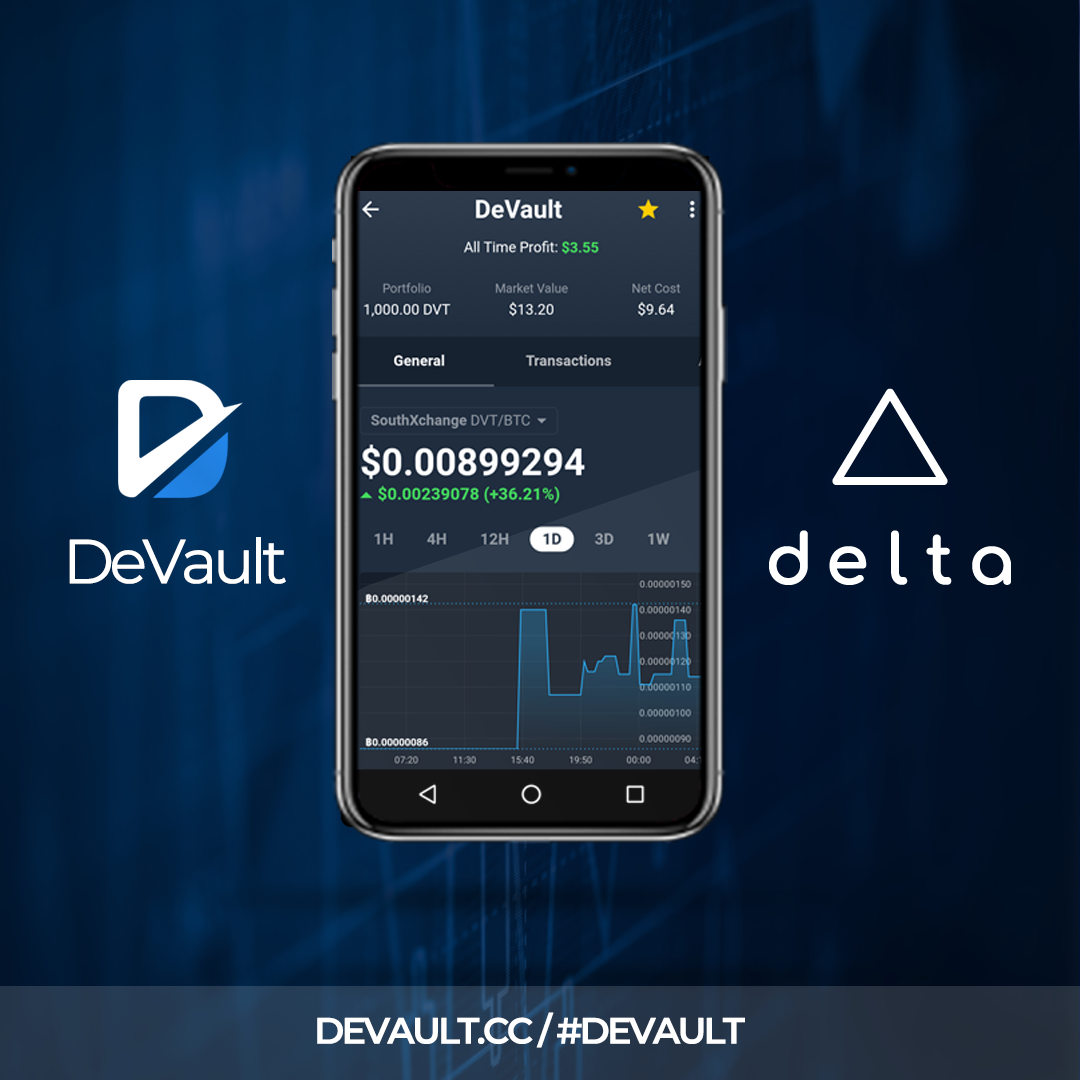 DeVault
All Time Profit: $3.55
Portfolio Market Value Net Cost
1,000.00 DVT $13.20 $9.64
General Transactions
SouthXchange DVT/BTC
$0.00899294
$0.00239078 (+36.21%)
1H 4H 12H 1D 3D 1W
0.00000150
฿0.00000142
0.00000140
0.00000130
0.00000120
0.00000110
0.00000100
0.00000090
฿0.00000086
07:20 11:30 15:40 19:50 00:00 04:1
DeVault
delta
DEVAULT.CC / #DEVAULT